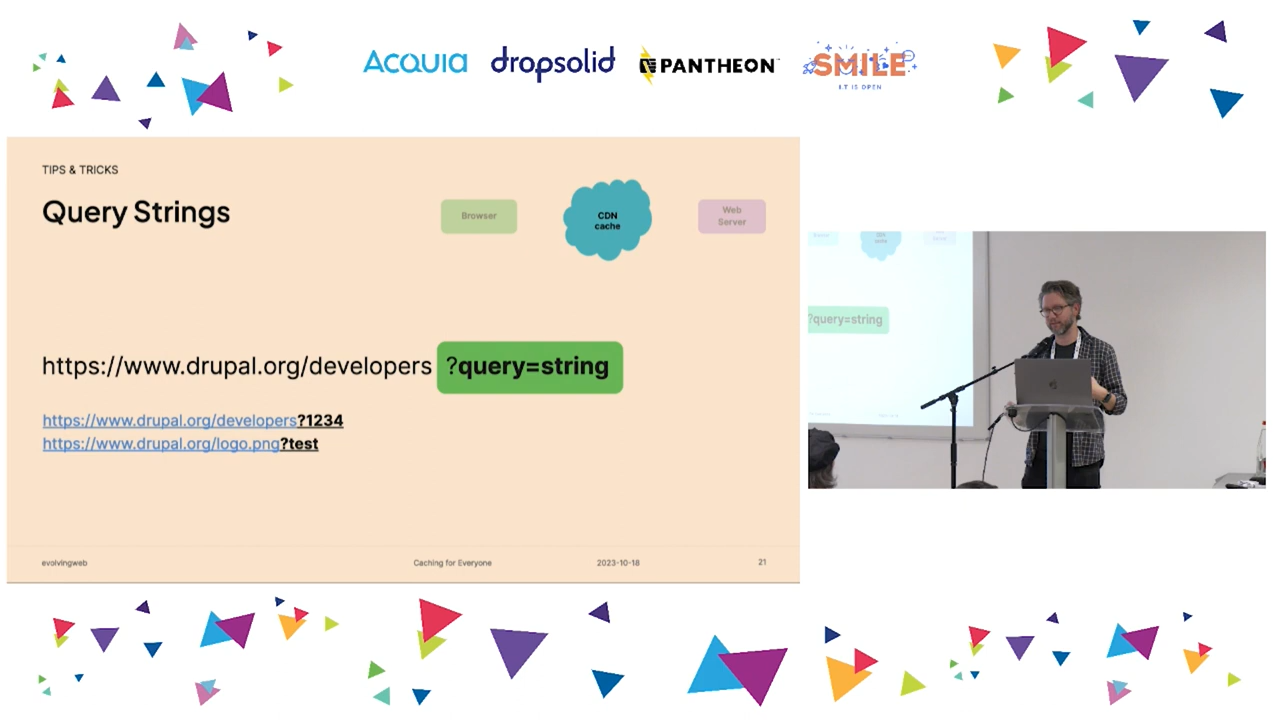 Acquia
dropsolid
PANTHEON
SMILE
I.T IS OPEN
TIPS & TRICKS
Query Strings
Browser
CDN
cache
Web
Server
https://www.drupal.org/developers ?query=string
https://www.drupal.org/developers?1234
https://www.drupal.org/logo.png?test
evolvingweb
Caching for Everyone
2023-10-18
21
?query=string